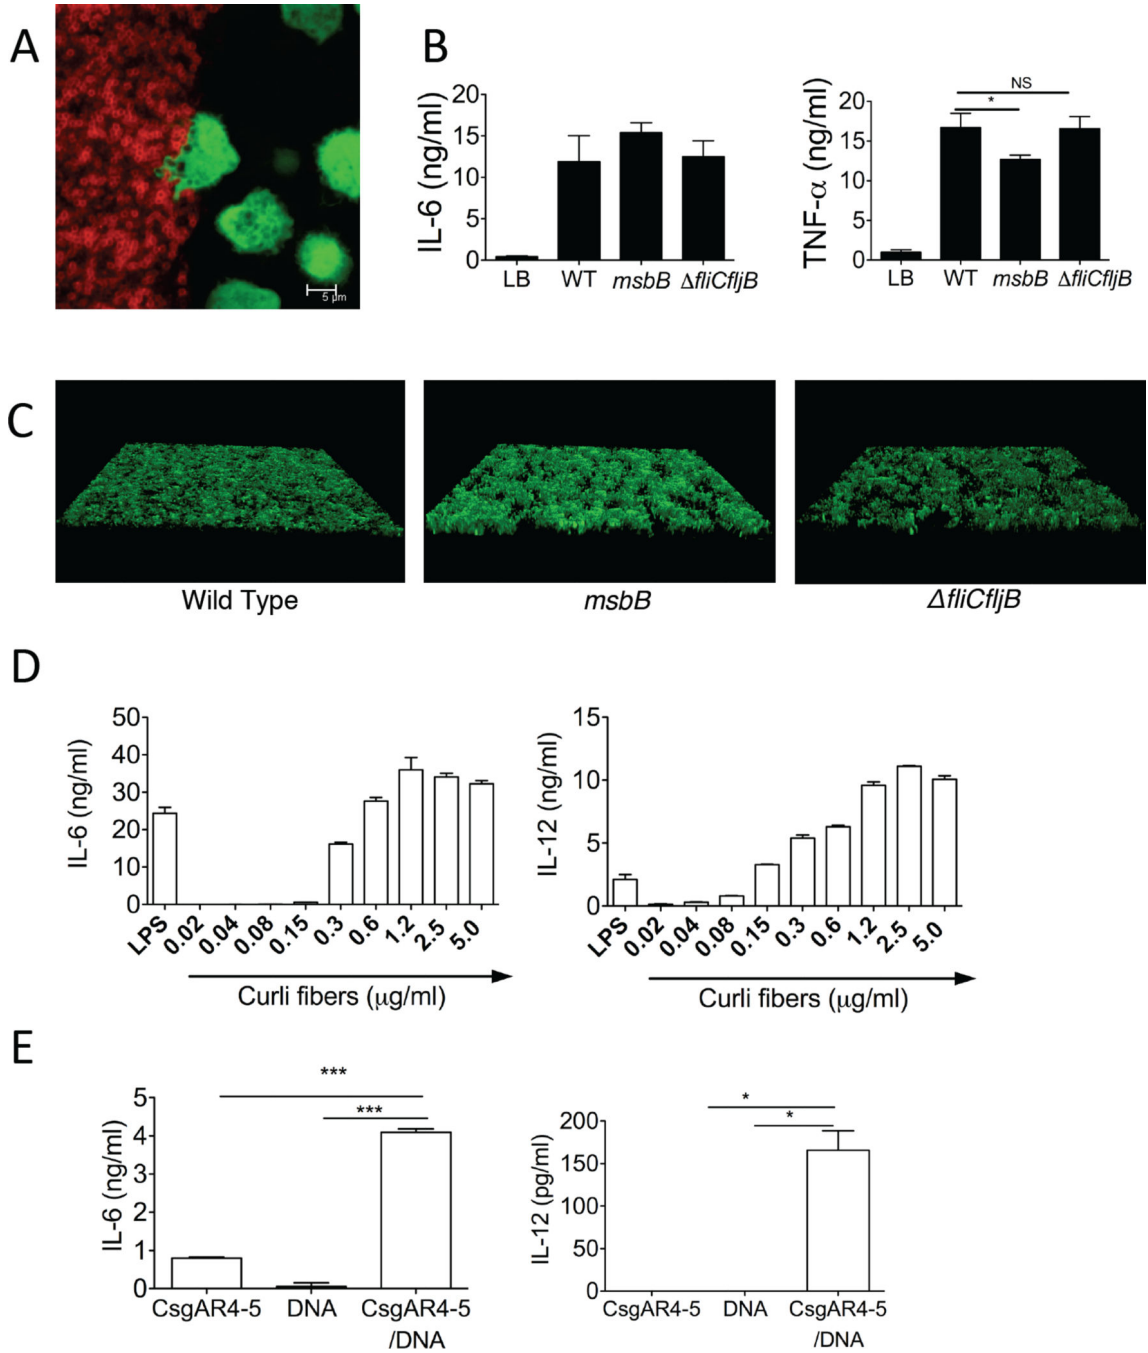 A
5 µm
B
IL-6 (ng/ml)
20
15
10
5
0
LB WT msbB ΔfliCfljB
TNF-α (ng/ml)
20
15
10
5
0
NS
*
LB WT msbB ΔfliCfljB
C
Wild Type msbB ΔfliCfljB
D
IL-6 (ng/ml)
50
40
30
20
10
0
LPS 0.02 0.04 0.08 0.15 0.3 0.6 1.2 2.5 5.0
Curli fibers (µg/ml)
IL-12 (ng/ml)
15
10
5
0
LPS 0.02 0.04 0.08 0.15 0.3 0.6 1.2 2.5 5.0
Curli fibers (µg/ml)
E
***
***
IL-6 (ng/ml)
5
4
3
2
1
0
CsgAR4-5 DNA CsgAR4-5
/DNA
*
*
IL-12 (pg/ml)
200
150
100
50
0
CsgAR4-5 DNA CsgAR4-5
/DNA